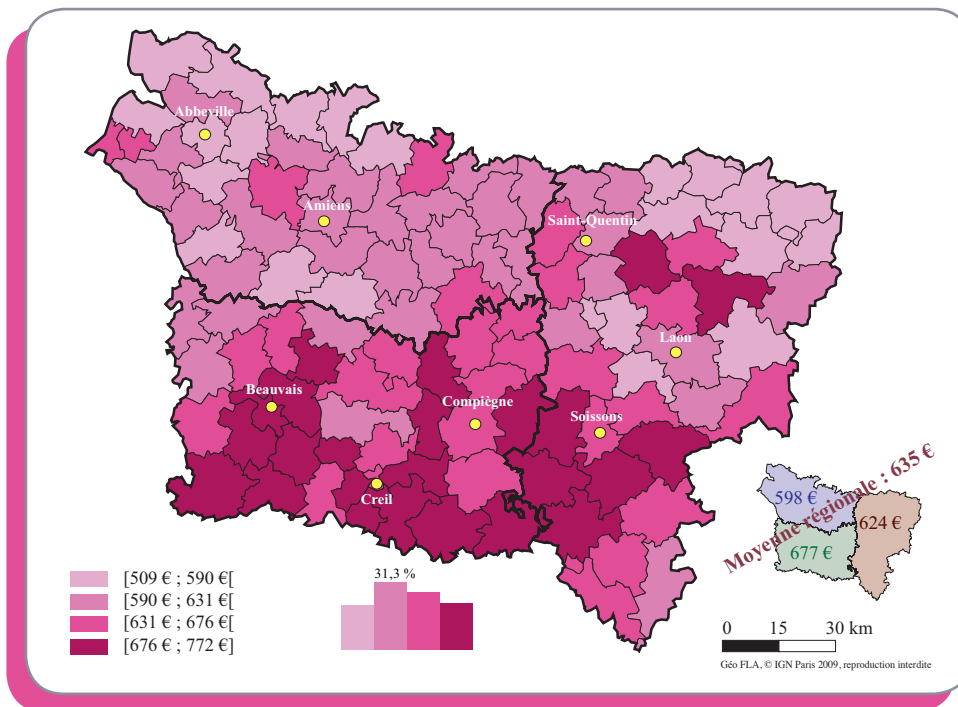 Abbeville
Amiens
Saint-Quentin
Laon
Beauvais
Compiègne
Soissons
Creil
Moyenne régionale : 635 €
598 €
624 €
677 €
[509 € ; 590 €[
[590 € ; 631 €[
[631 € ; 676 €[
[676 € ; 772 €]
31,3 %
0 15 30 km
Géo FLA, © IGN Paris 2009, reproduction interdite